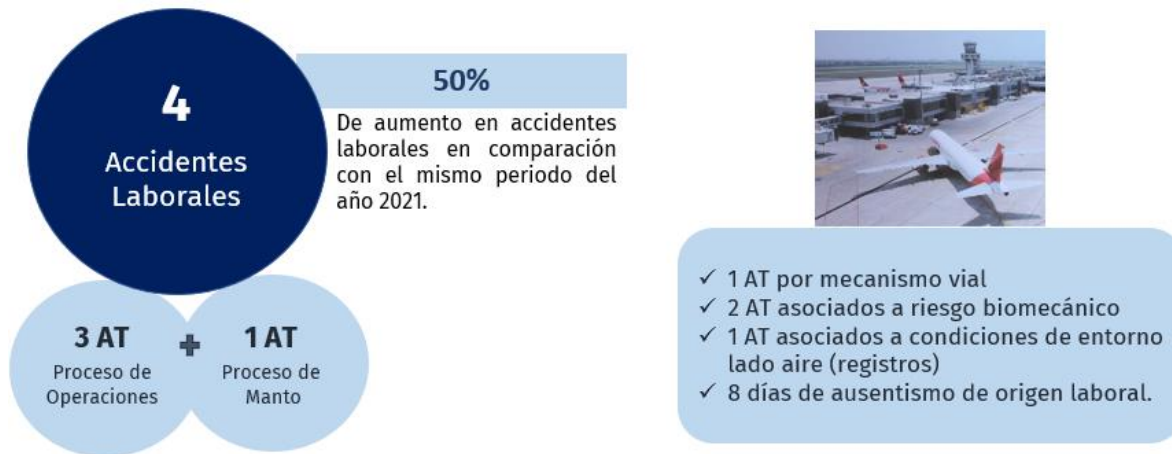 4
Accidentes
Laborales
50%
De aumento en accidentes
laborales en comparación
con el mismo periodo del
año 2021.
3 AT
Proceso de
Operaciones
+
1 AT
Proceso de
Manto
✓ 1 AT por mecanismo vial
✓ 2 AT asociados a riesgo biomecánico
✓ 1 AT asociados a condiciones de entorno
lado aire (registros)
✓ 8 días de ausentismo de origen laboral.